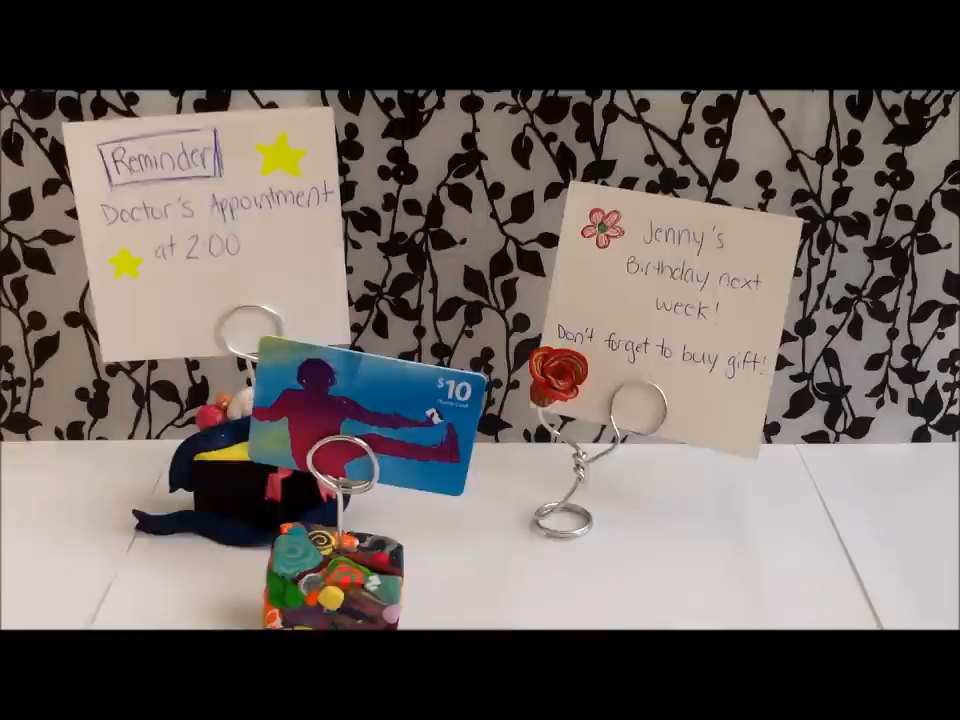 Reminder
Doctor's Appointment
at 2:00
$10
Jenny's
Birthday next
week!
Don't forget to buy gift!